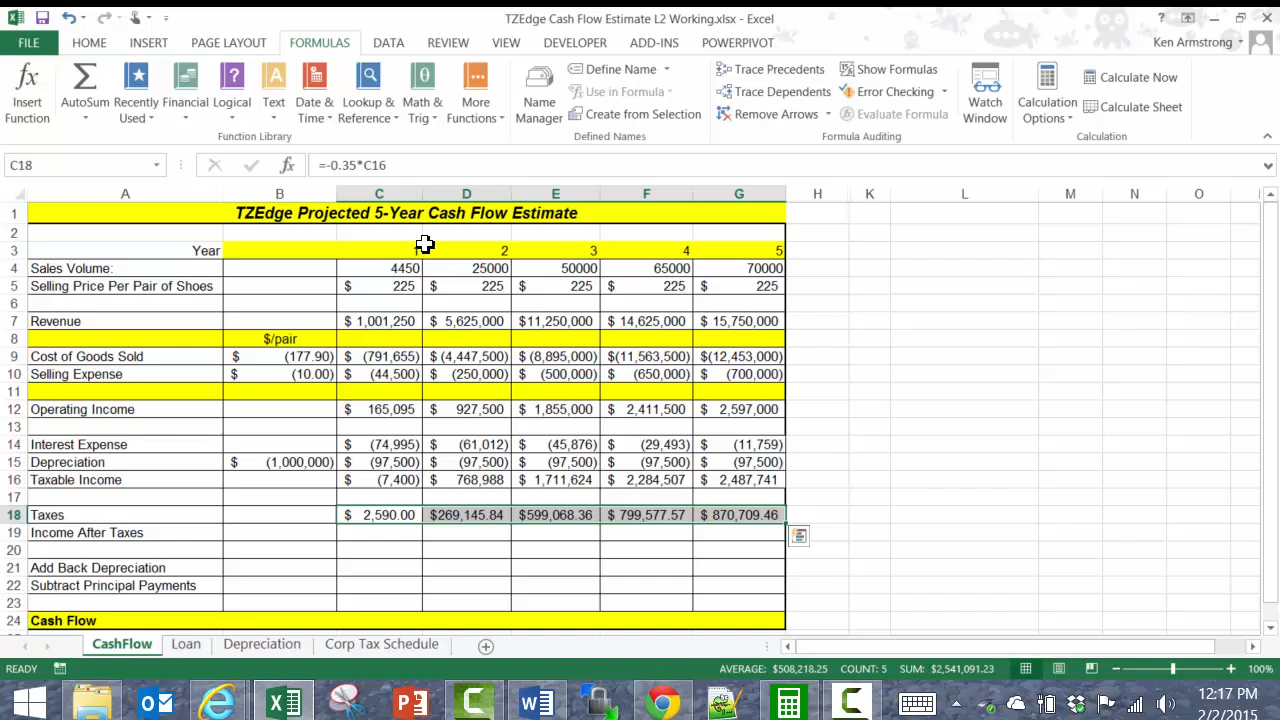 TZEdge Cash Flow Estimate L2 Working.xlsx - Excel
FILE HOME INSERT PAGE LAYOUT FORMULAS DATA REVIEW VIEW DEVELOPER ADD-INS POWERPIVOT Ken Armstrong
Insert Function
AutoSum
Recently Used
Financial
Logical
Text
Date & Time
Lookup & Reference
Math & Trig
More Functions
Function Library
Name Manager
Define Name
Use in Formula
Create from Selection
Defined Names
Trace Precedents
Trace Dependents
Remove Arrows
Show Formulas
Error Checking
Evaluate Formula
Formula Auditing
Watch Window
Calculation Options
Calculate Now
Calculate Sheet
Calculation
C18 fx =-0.35*C16
A B C D E F G H K L M N O
1 TZEdge Projected 5-Year Cash Flow Estimate
2
3 Year 1 2 3 4 5
4 Sales Volume: 4450 25000 50000 65000 70000
5 Selling Price Per Pair of Shoes $ 225 $ 225 $ 225 $ 225 $ 225
6
7 Revenue $ 1,001,250 $ 5,625,000 $11,250,000 $ 14,625,000 $ 15,750,000
8 $/pair
9 Cost of Goods Sold $ (177.90) $ (791,655) $ (4,447,500) $ (8,895,000) $(11,563,500) $(12,453,000)
10 Selling Expense $ (10.00) $ (44,500) $ (250,000) $ (500,000) $ (650,000) $ (700,000)
11
12 Operating Income $ 165,095 $ 927,500 $ 1,855,000 $ 2,411,500 $ 2,597,000
13
14 Interest Expense $ (74,995) $ (61,012) $ (45,876) $ (29,493) $ (11,759)
15 Depreciation $ (1,000,000) $ (97,500) $ (97,500) $ (97,500) $ (97,500) $ (97,500)
16 Taxable Income $ (7,400) $ 768,988 $ 1,711,624 $ 2,284,507 $ 2,487,741
17
18 Taxes $ 2,590.00 $269,145.84 $599,068.36 $ 799,577.57 $ 870,709.46
19 Income After Taxes
20
21 Add Back Depreciation
22 Subtract Principal Payments
23
24 Cash Flow
CashFlow Loan Depreciation Corp Tax Schedule
READY AVERAGE: $508,218.25 COUNT: 5 SUM: $2,541,091.23 100%
12:17 PM
2/2/2015